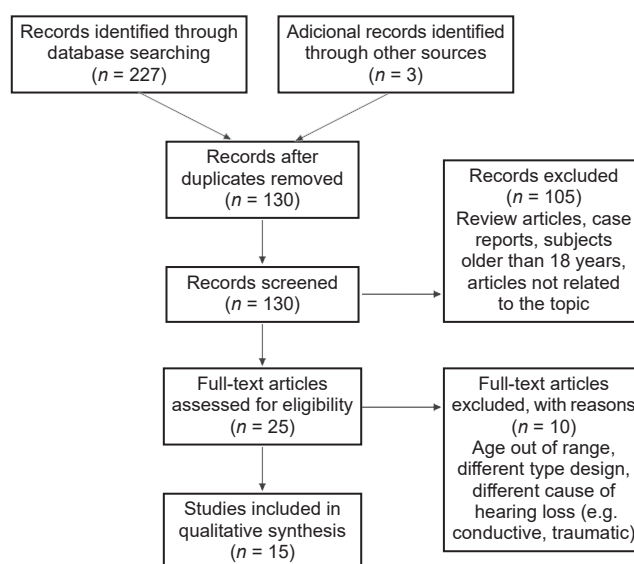 Records identified through
database searching
(n = 227)
Adicional records identified
through other sources
(n = 3)
Records after
duplicates removed
(n = 130)
Records excluded
(n = 105)
Review articles, case
reports, subjects
older than 18 years,
articles not related
to the topic
Records screened
(n = 130)
Full-text articles
assessed for eligibility
(n = 25)
Full-text articles
excluded, with reasons
(n = 10)
Age out of range,
different type design,
different cause of
hearing loss (e.g.
conductive, traumatic)
Studies included in
qualitative synthesis
(n = 15)